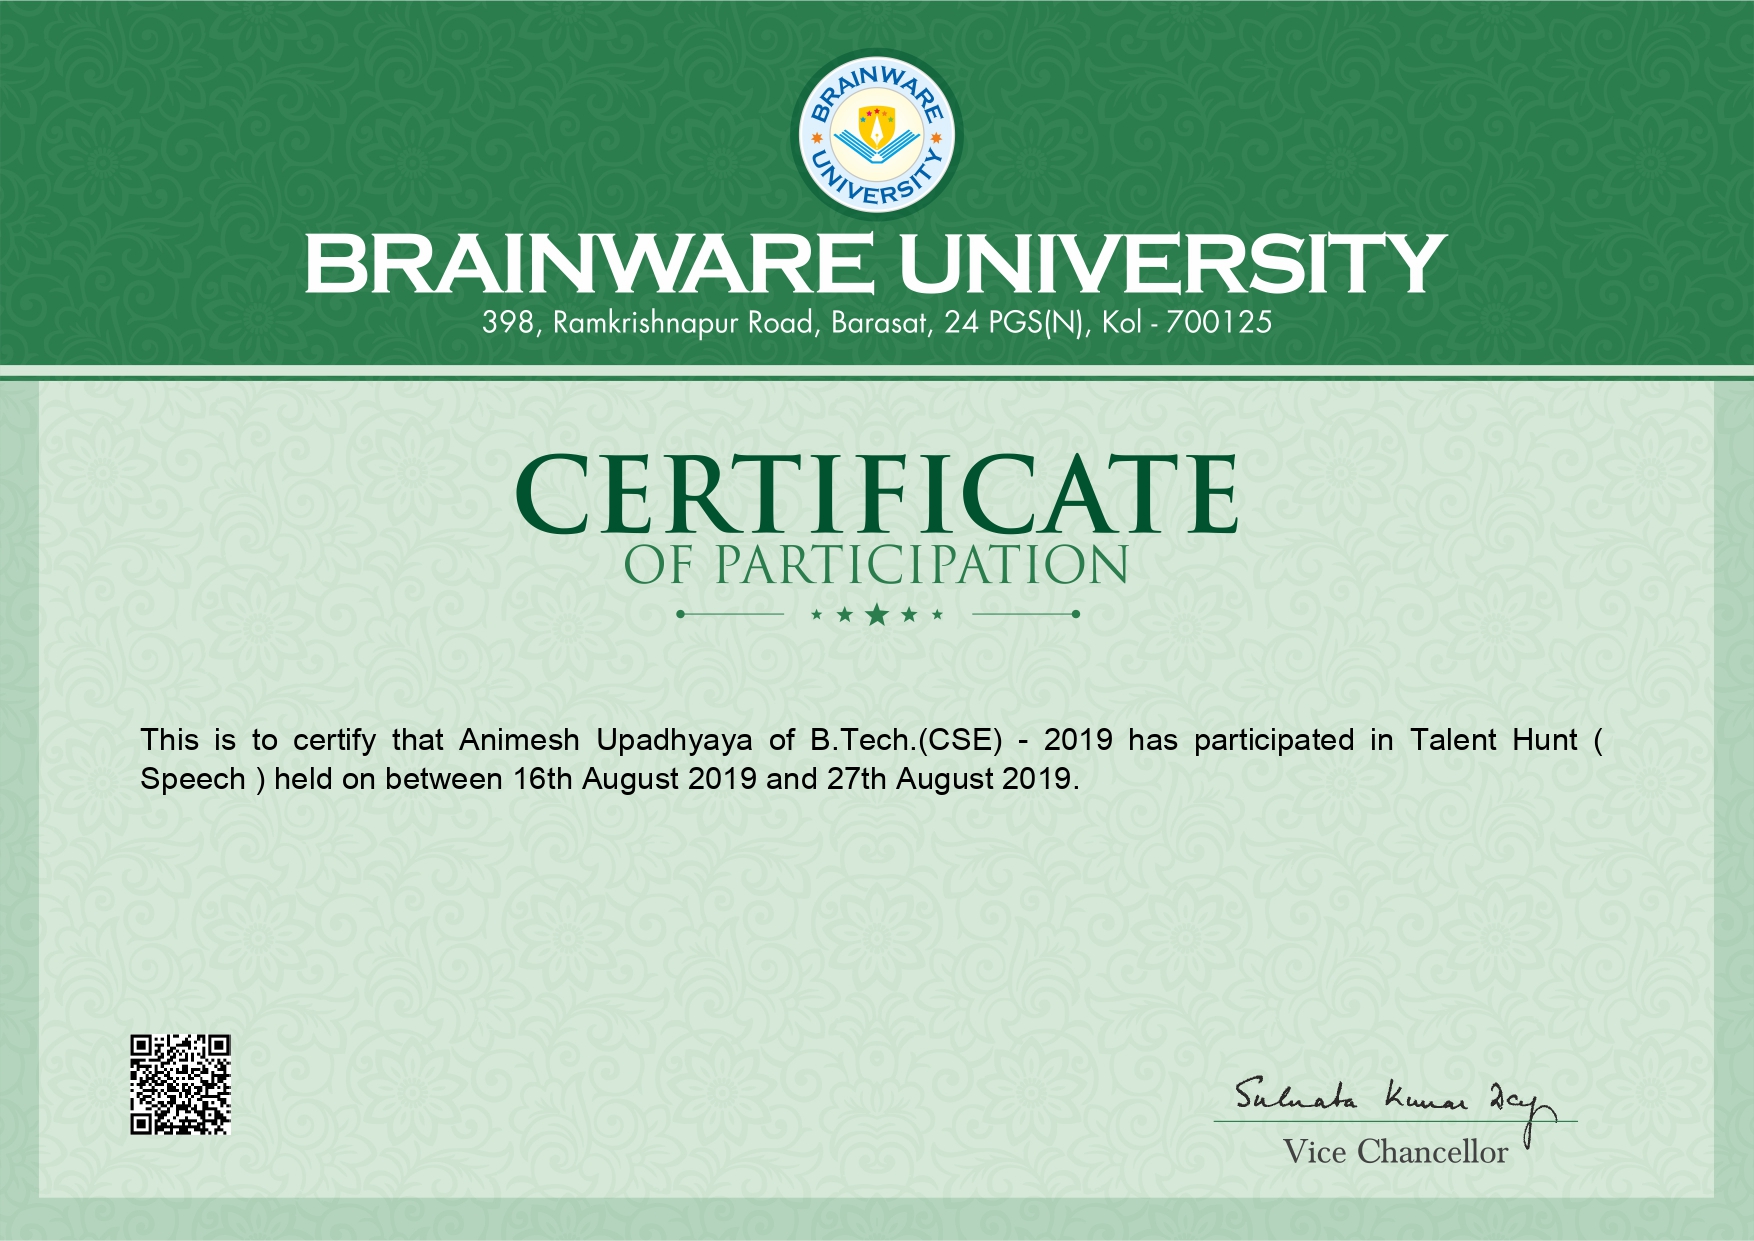 BRAINWARE
UNIVERSITY
BRAINWARE UNIVERSITY
398, Ramkrishnapur Road, Barasat, 24 PGS(N), Kol - 700125
CERTIFICATE
OF PARTICIPATION
This is to certify that Animesh Upadhyaya of B.Tech.(CSE) - 2019 has participated in Talent Hunt (
Speech ) held on between 16th August 2019 and 27th August 2019.
Kumar Dey
Vice Chancellor